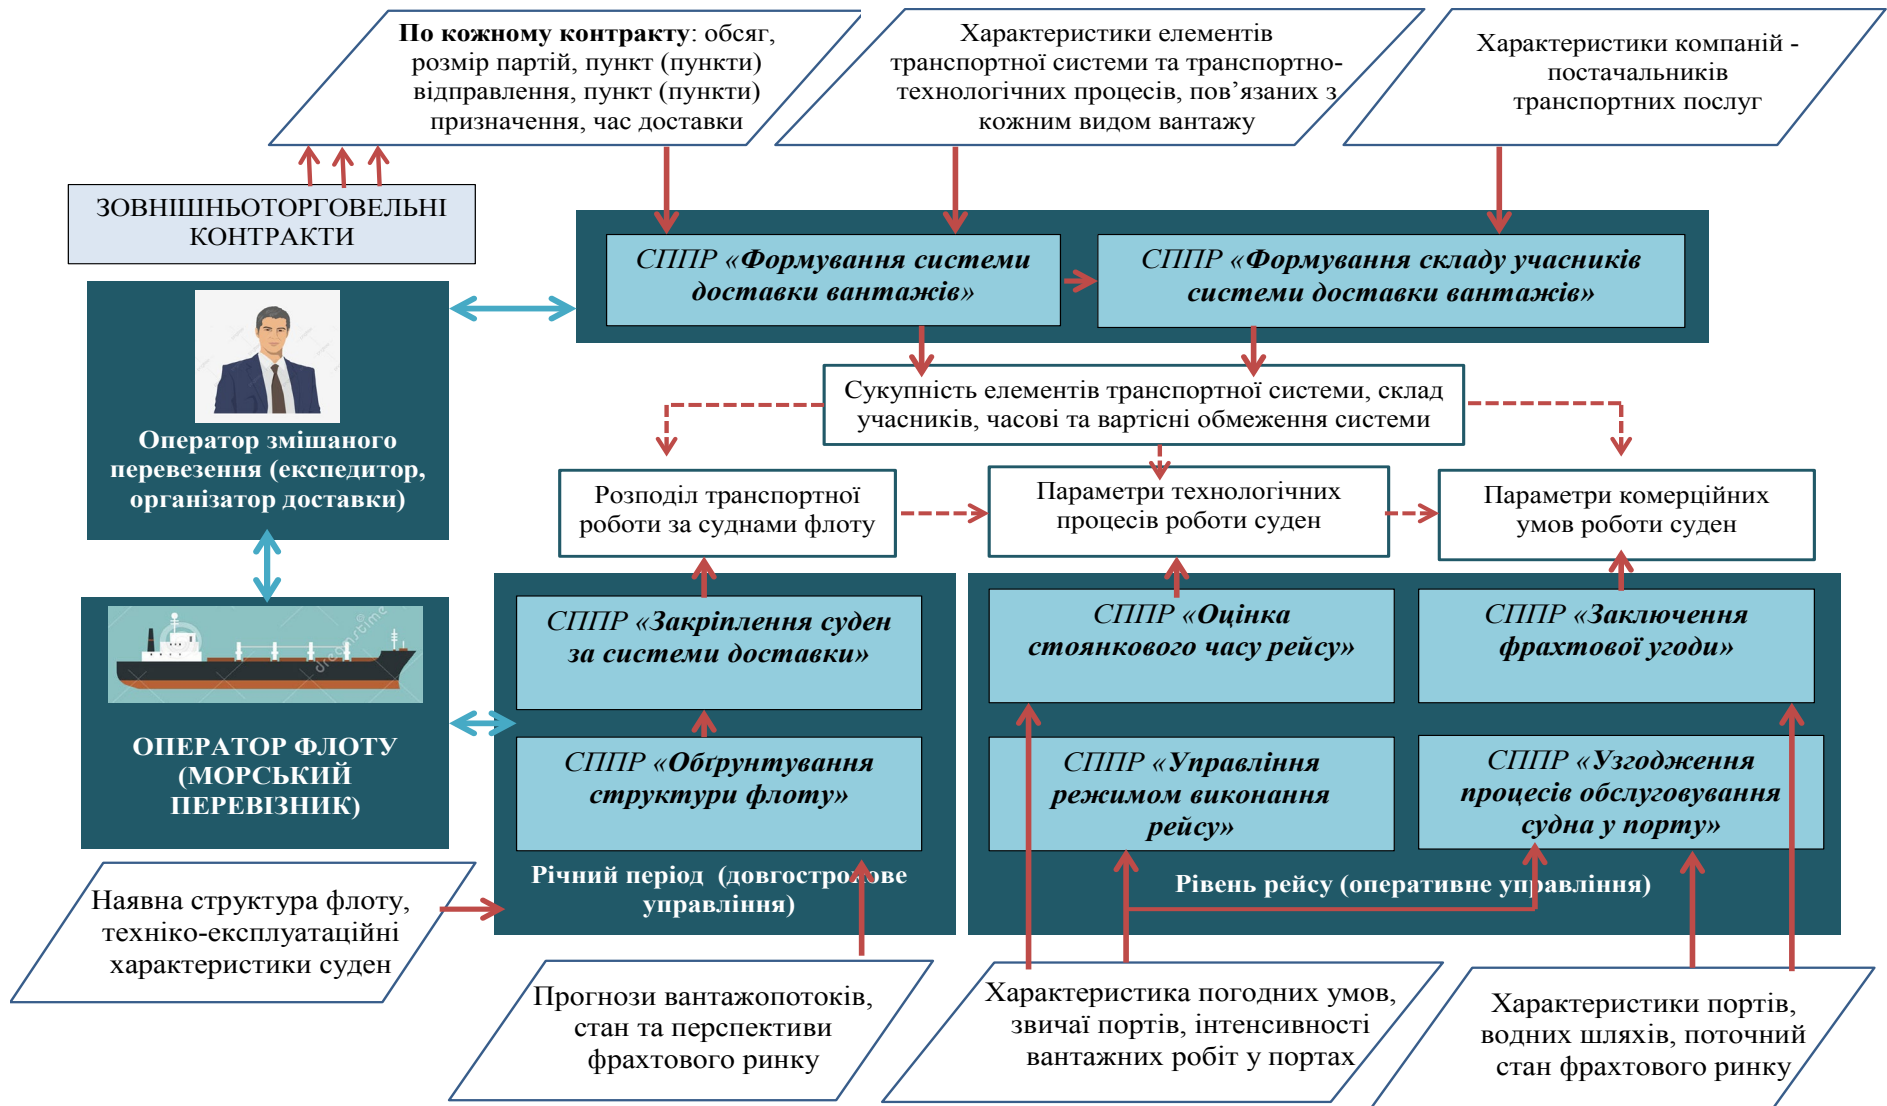 По кожному контракту: обсяг,
розмір партій, пункт (пункти)
відправлення, пункт (пункти)
призначення, час доставки
Характеристики елементів
транспортної системи та транспортно-
технологічних процесів, пов’язаних з
кожним видом вантажу
Характеристики компаній -
постачальників
транспортних послуг
ЗОВНІШНЬОТОРГОВЕЛЬНІ
КОНТРАКТИ
СППР «Формування системи
доставки вантажів»
СППР «Формування складу учасників
системи доставки вантажів»
Оператор змішаного
перевезення (експедитор,
організатор доставки)
Сукупність елементів транспортної системи, склад
учасників, часові та вартісні обмеження системи
Розподіл транспортної
роботи за суднами флоту
Параметри технологічних
процесів роботи суден
Параметри комерційних
умов роботи суден
dreamstime
ОПЕРАТОР ФЛОТУ
(МОРСЬКИЙ
ПЕРЕВІЗНИК)
СППР «Закріплення суден
за системи доставки»
СППР «Обґрунтування
структури флоту»
Річний період (довгострокове
управління)
СППР «Оцінка
стоянкового часу рейсу»
СППР «Заключення
фрахтової угоди»
СППР «Управління
режимом виконання
рейсу»
СППР «Узгодження
процесів обслуговування
судна у порту»
Рівень рейсу (оперативне управління)
Наявна структура флоту,
техніко-експлуатаційні
характеристики суден
Прогнози вантажопотоків,
стан та перспективи
фрахтового ринку
Характеристика погодних умов,
звичаї портів, інтенсивності
вантажних робіт у портах
Характеристики портів,
водних шляхів, поточний
стан фрахтового ринку